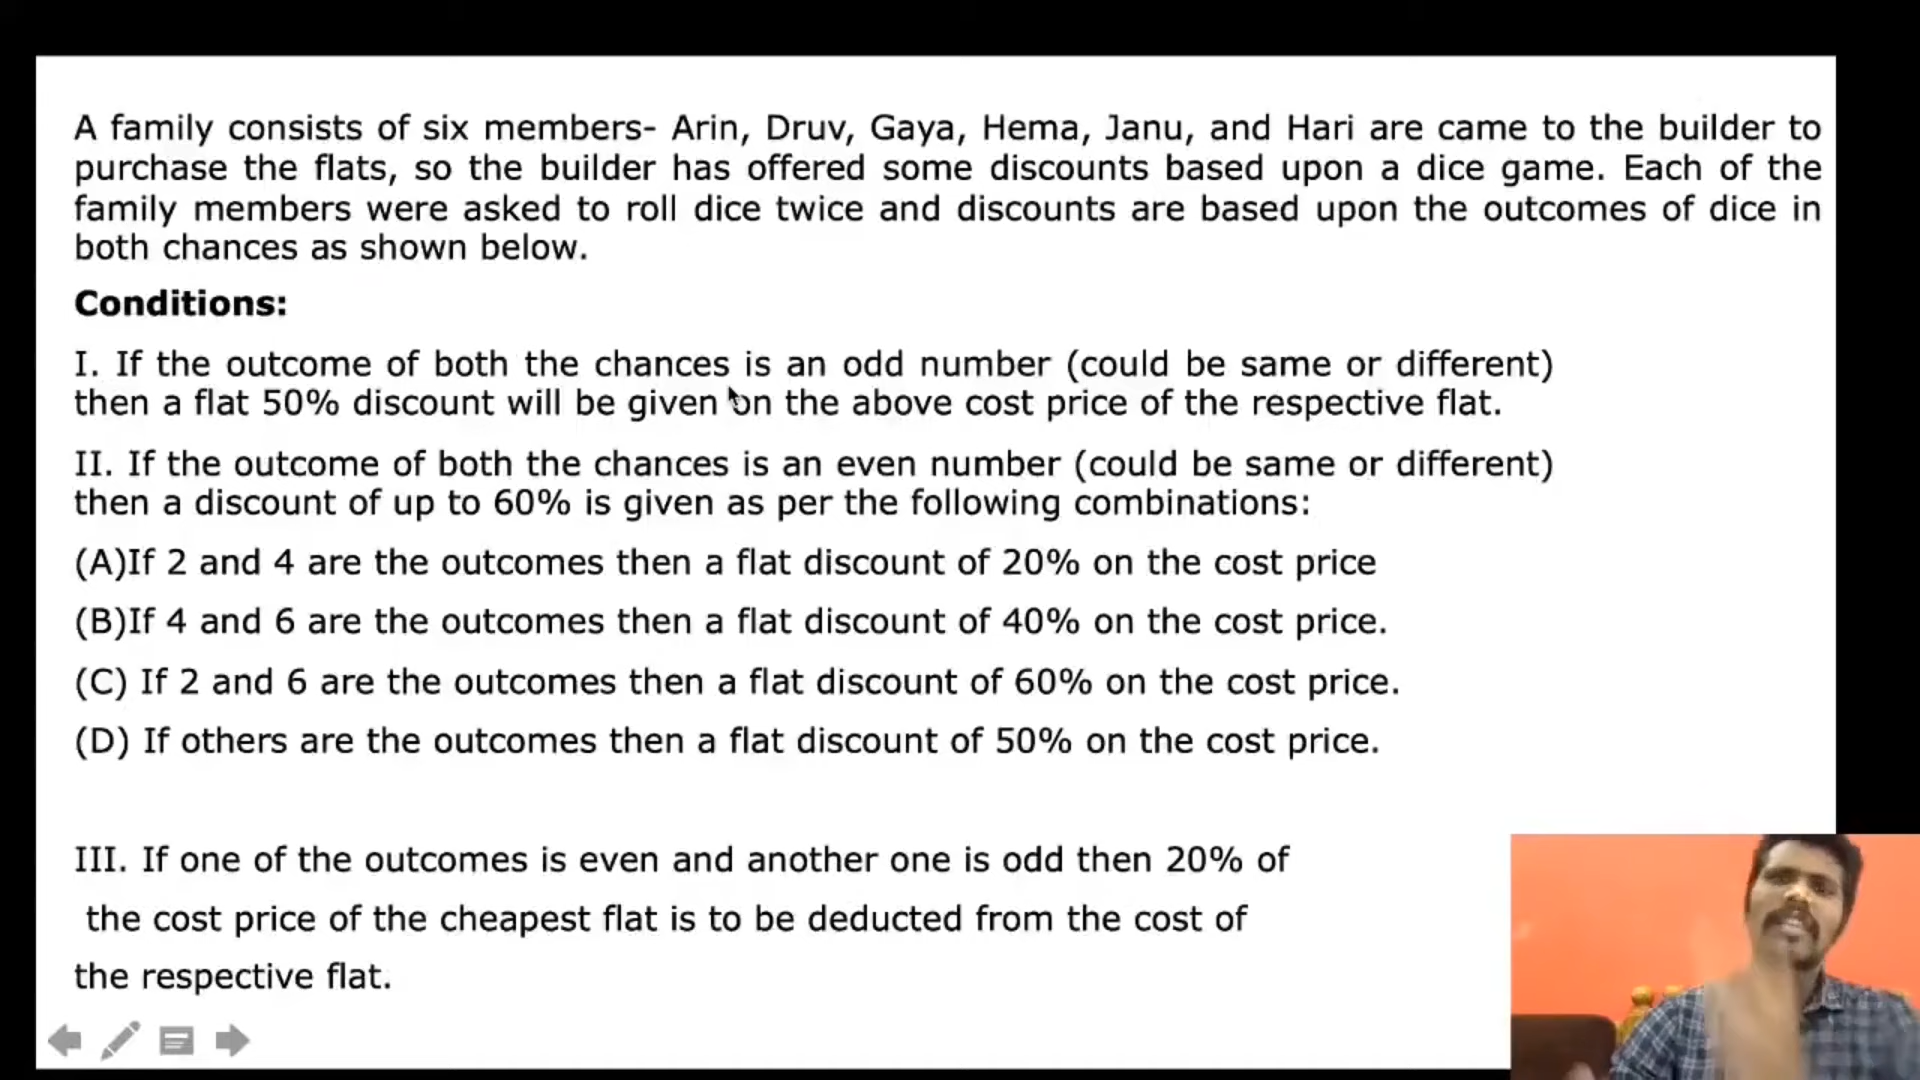 A family consists of six members- Arin, Druv, Gaya, Hema, Janu, and Hari are came to the builder to
purchase the flats, so the builder has offered some discounts based upon a dice game. Each of the
family members were asked to roll dice twice and discounts are based upon the outcomes of dice in
both chances as shown below.
Conditions:
I. If the outcome of both the chances is an odd number (could be same or different)
then a flat 50% discount will be given on the above cost price of the respective flat.
II. If the outcome of both the chances is an even number (could be same or different)
then a discount of up to 60% is given as per the following combinations:
(A)If 2 and 4 are the outcomes then a flat discount of 20% on the cost price
(B)If 4 and 6 are the outcomes then a flat discount of 40% on the cost price.
(C) If 2 and 6 are the outcomes then a flat discount of 60% on the cost price.
(D) If others are the outcomes then a flat discount of 50% on the cost price.
III. If one of the outcomes is even and another one is odd then 20% of
the cost price of the cheapest flat is to be deducted from the cost of
the respective flat.